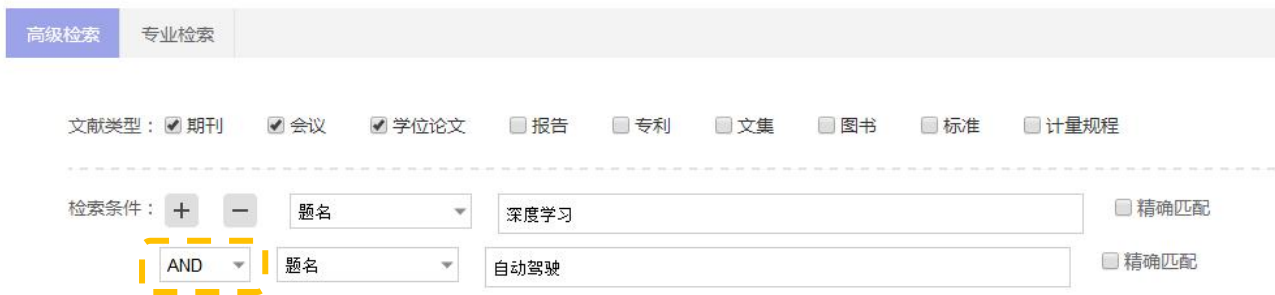 高级检索 专业检索
文献类型： 期刊 会议 学位论文 报告 专利 文集 图书 标准 计量规程
检索条件： + − 题名 深度学习 精确匹配
AND 题名 自动驾驶 精确匹配